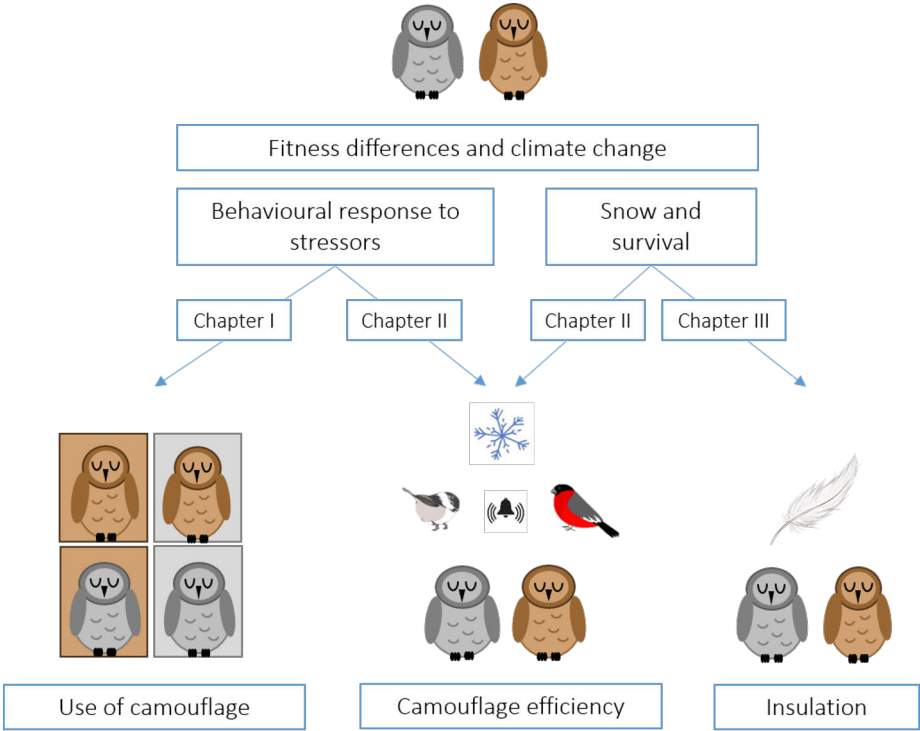 Fitness differences and climate change
Behavioural response to
stressors
Snow and
survival
Chapter I
Chapter II
Chapter II
Chapter III
Use of camouflage
Camouflage efficiency
Insulation